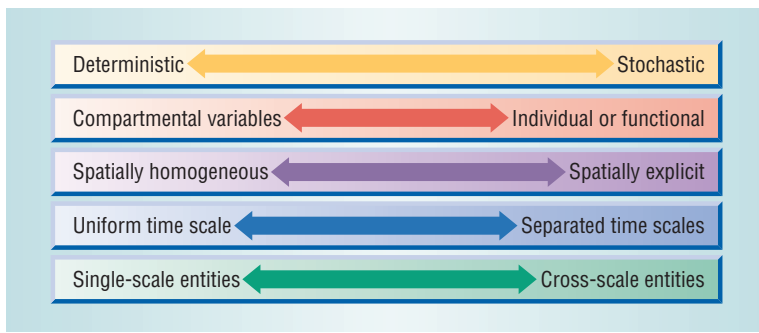 Deterministic Stochastic
Compartmental variables Individual or functional
Spatially homogeneous Spatially explicit
Uniform time scale Separated time scales
Single-scale entities Cross-scale entities